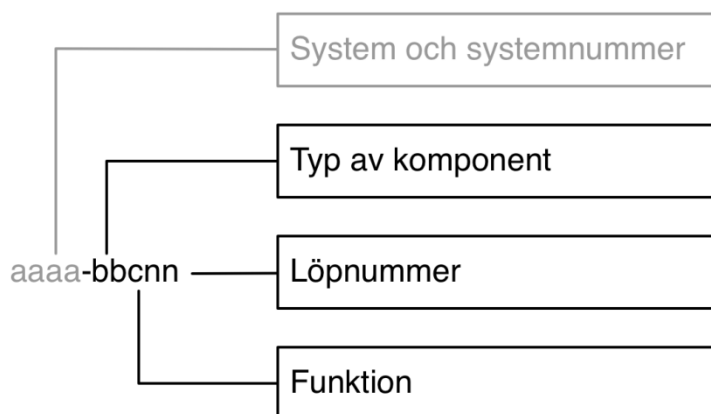 System och systemnummer
Typ av komponent
aaaa-bbcnn
Löpnummer
Funktion